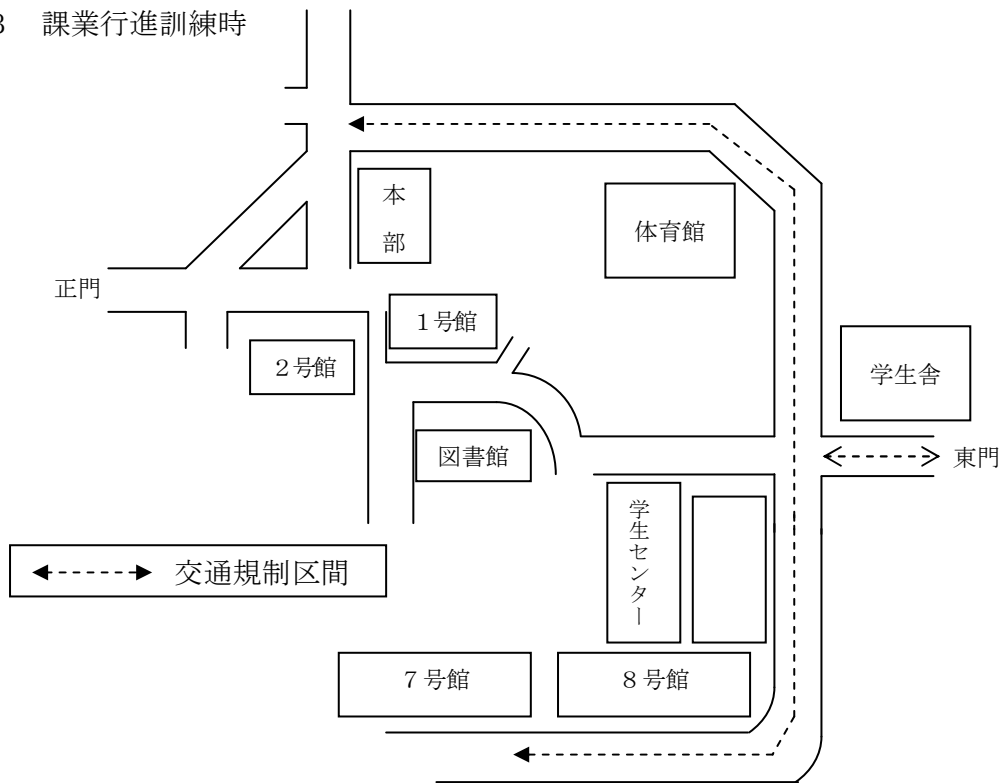 3 課業行進訓練時
本部
体育館
正門
1号館
2号館
学生舎
図書館
東門
学生センター
交通規制区間
7号館
8号館